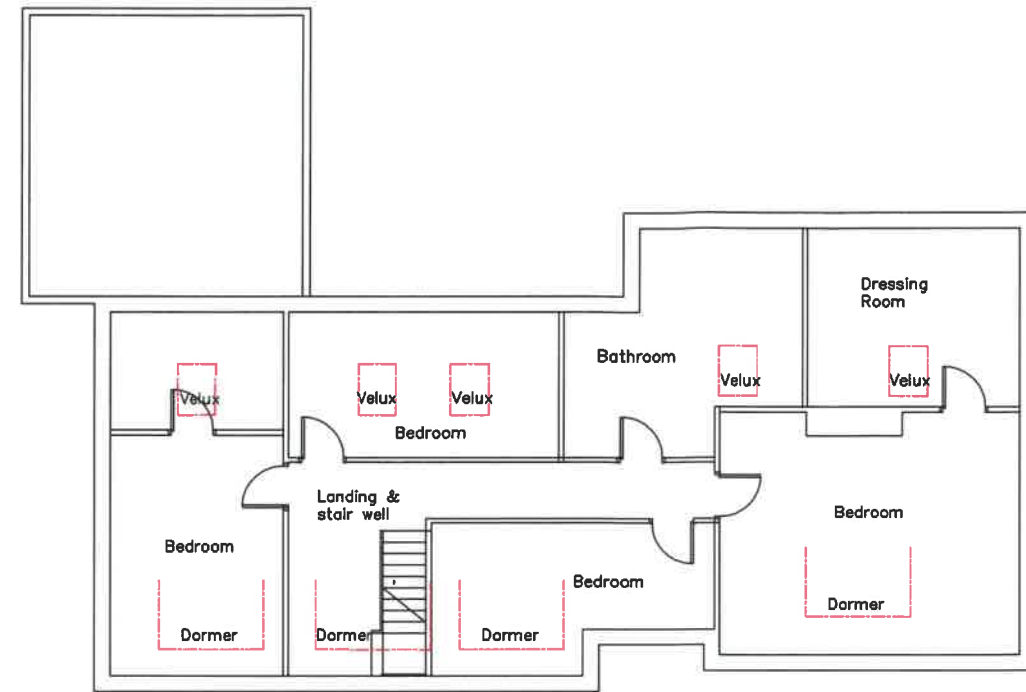 Dressing
Room
Bathroom
Velux
Velux
Velux
Velux
Velux
Bedroom
Landing &
stair well
Bedroom
Bedroom
Bedroom
Dormer
Dormer
Dormer
Dormer